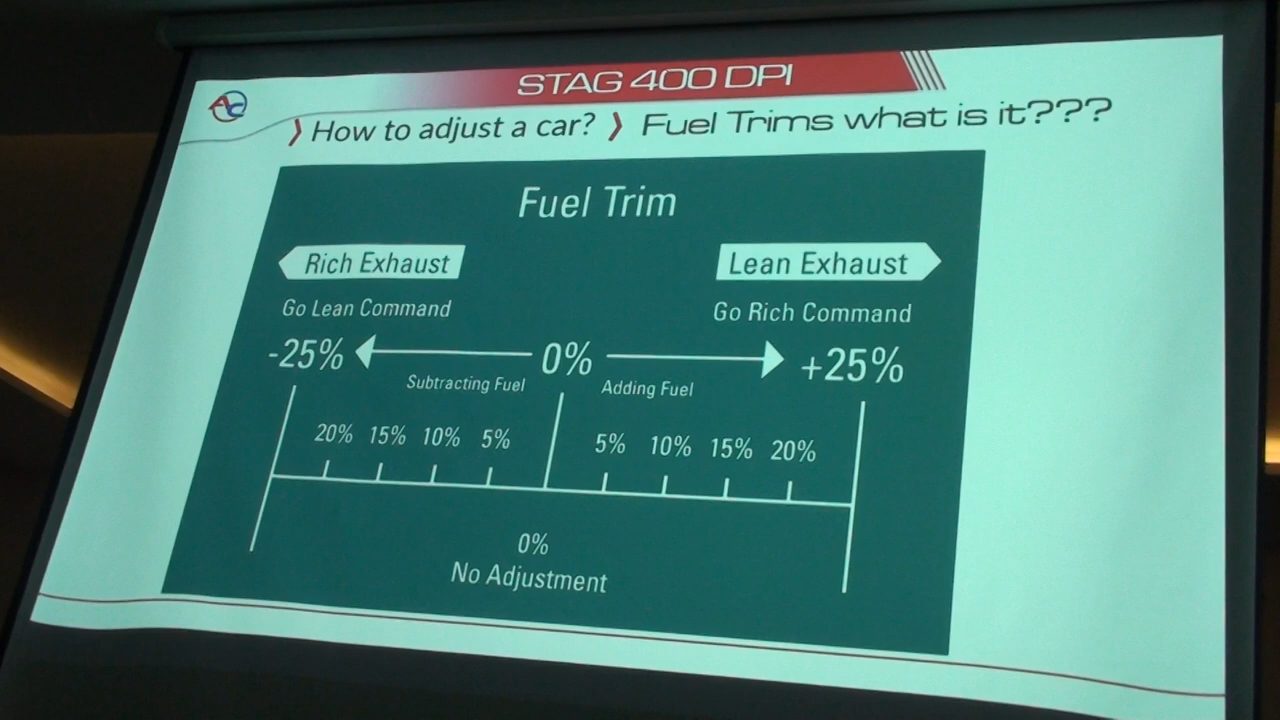 STAG 400 DPI
AC
❯ How to adjust a car? ❯ Fuel Trims what is it???
Fuel Trim
Rich Exhaust Lean Exhaust
Go Lean Command Go Rich Command
-25% 0% +25%
Subtracting Fuel Adding Fuel
20% 15% 10% 5% 5% 10% 15% 20%
0%
No Adjustment